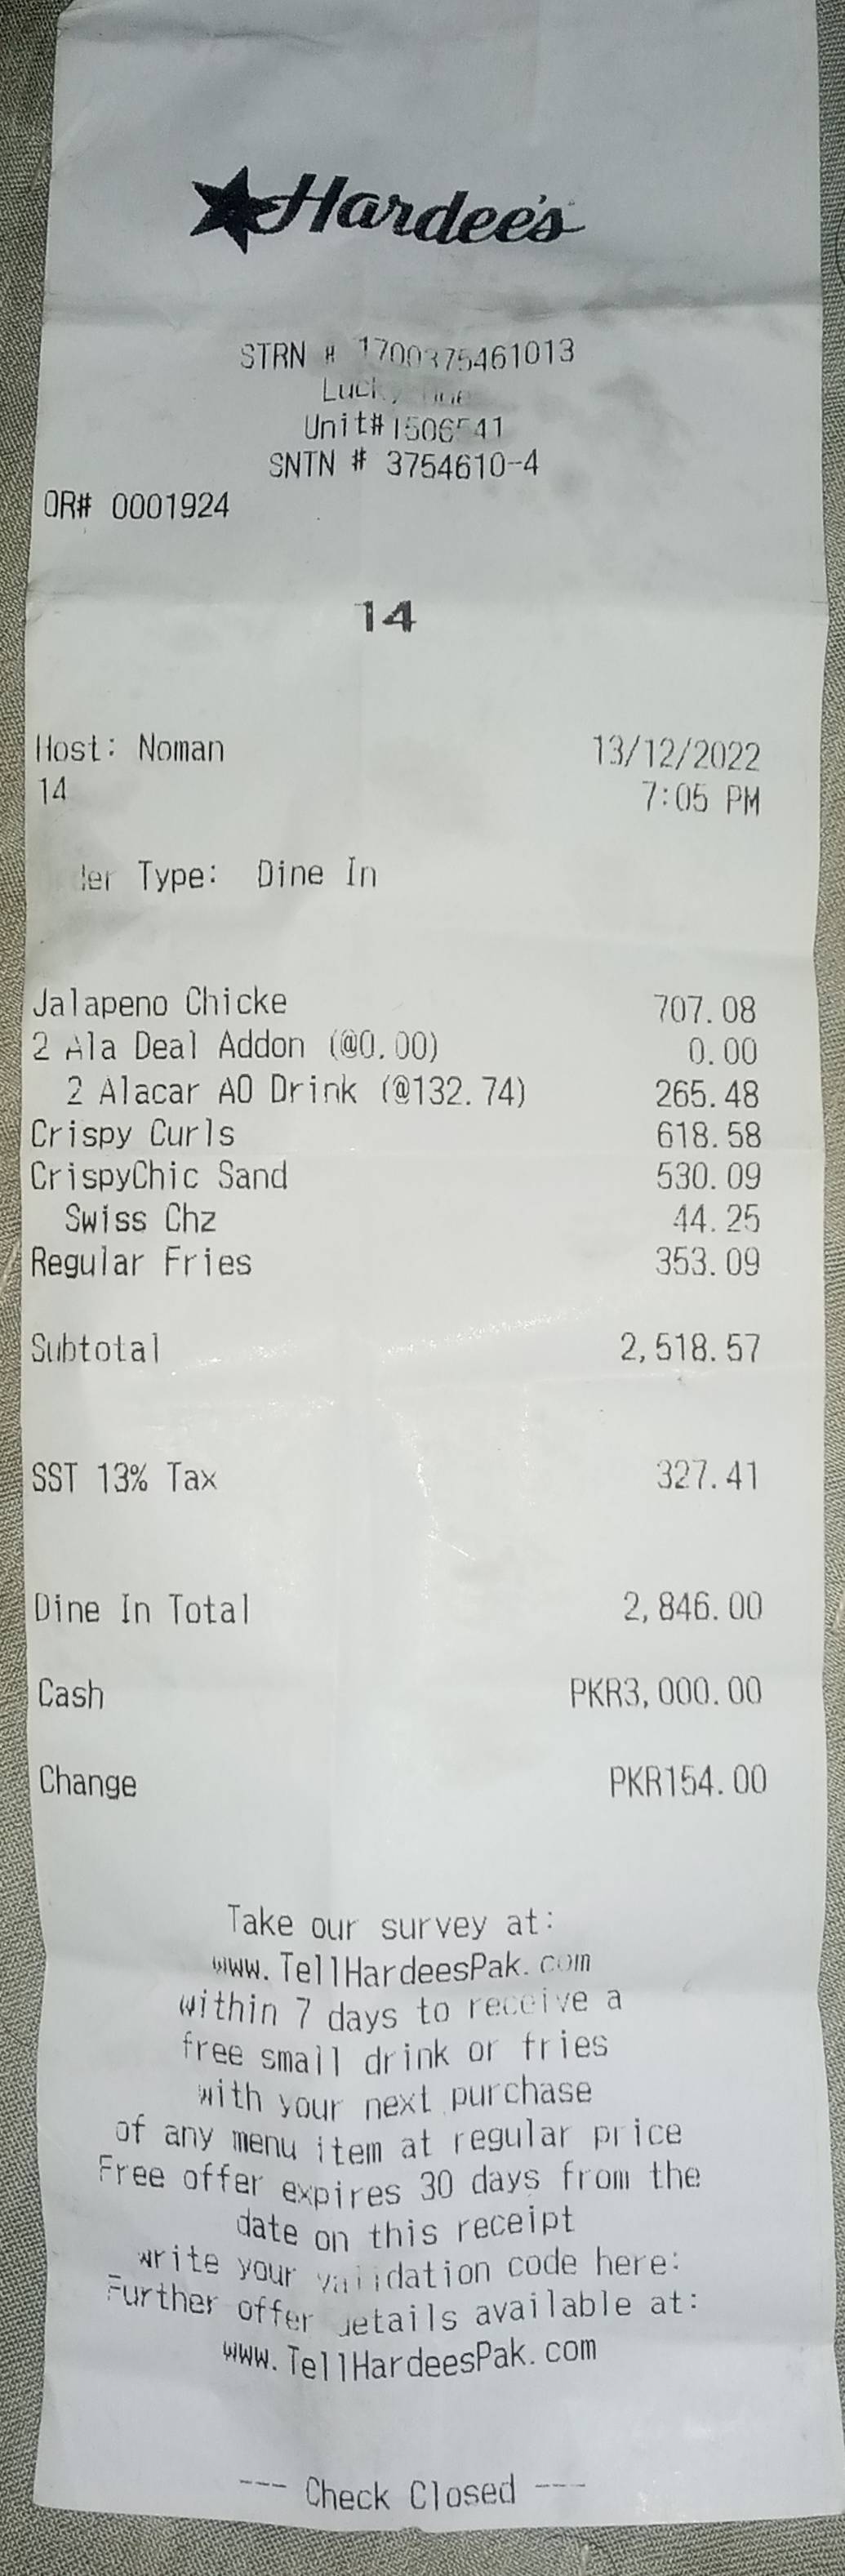 Hardee's
STRN # 1700375461013
Unit#
SNTN # 3754610-4
OR# 0001924
14
Host: Noman 13/12/2022
14 7:05 PM
Type: Dine In
Jalapeno Chicke 707.08
2 Ala Deal Addon (@0.00) 0.00
2 Alacar AO Drink (@132.74) 265.48
Crispy Curls 618.58
CrispyChic Sand 530.09
Swiss Chz 44.25
Regular Fries 353.09
Subtotal 2,518.57
SST 13% Tax 327.41
Dine In Total 2,846.00
Cash PKR3,000.00
Change PKR154.00
Take our survey at:
www.TellHardeesPak.com
within 7 days to receive a
free small drink or fries
with your next purchase
of any menu item at regular price
Free offer expires 30 days from the
date on this receipt
write your validation code here:
Further offer details available at:
www.TellHardeesPak.com
--- Check Closed ---